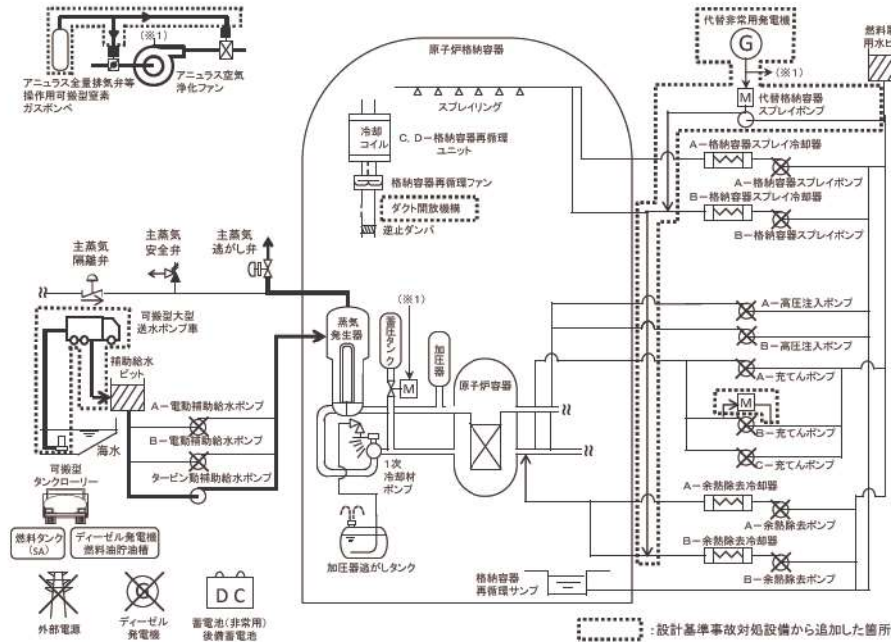 (※1)
アニュラス全量排気弁等
操作用可搬型窒素
ガスボンベ
アニュラス空気
浄化ファン
原子炉格納容器
スプレイリング
冷却
コイル
C, D-格納容器再循環
ユニット
格納容器再循環ファン
ダクト開放機構
逆止ダンパ
代替非常用発電機
G
(※1)
M
代替格納容器
スプレイポンプ
A-格納容器スプレイ冷却器
A-格納容器スプレイポンプ
B-格納容器スプレイ冷却器
B-格納容器スプレイポンプ
主蒸気
隔離弁
主蒸気
安全弁
主蒸気
逃がし弁
可搬型大型
送水ポンプ車
補助給水
ピット
A-電動補助給水ポンプ
B-電動補助給水ポンプ
タービン動補助給水ポンプ
海水
蒸気
発生器
蓄圧タンク
(※1)
M
加圧器
原子炉容器
1次
冷却材
ポンプ
加圧器逃がしタンク
A-高圧注入ポンプ
B-高圧注入ポンプ
A-充てんポンプ
M
B-充てんポンプ
C-充てんポンプ
A-余熱除去冷却器
A-余熱除去ポンプ
B-余熱除去冷却器
B-余熱除去ポンプ
格納容器
再循環サンプ
可搬型
タンクローリー
燃料タンク
(SA)
ディーゼル発電機
燃料油貯油槽
外部電源
ディーゼル
発電機
DC
蓄電池(非常用)
後備蓄電池
:設計基準事故対処設備から追加した箇所